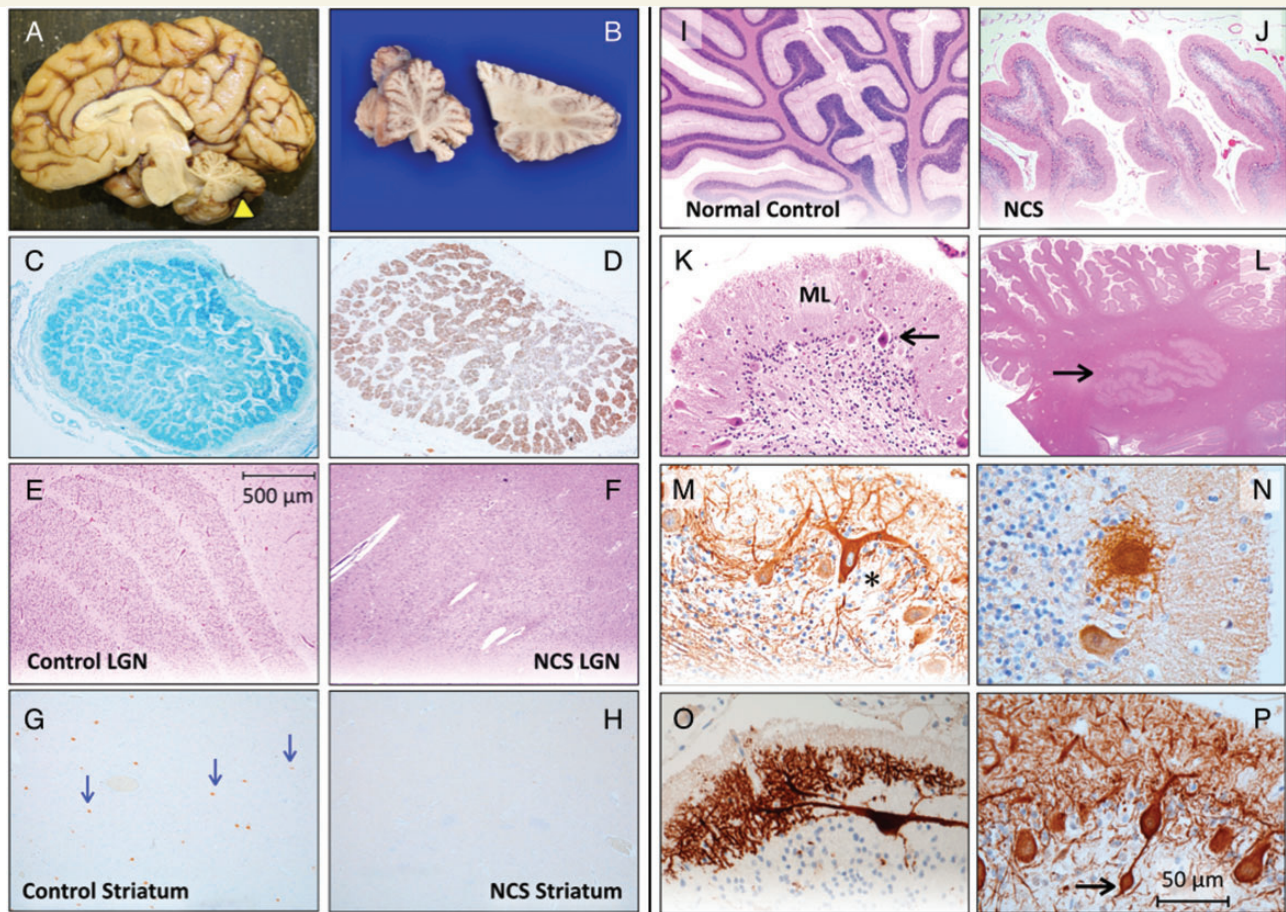 A
B
I
J
Normal Control
NCS
C
D
K
ML
L
E
500 µm
F
Control LGN
NCS LGN
M
*
N
G
H
Control Striatum
NCS Striatum
O
P
50 µm